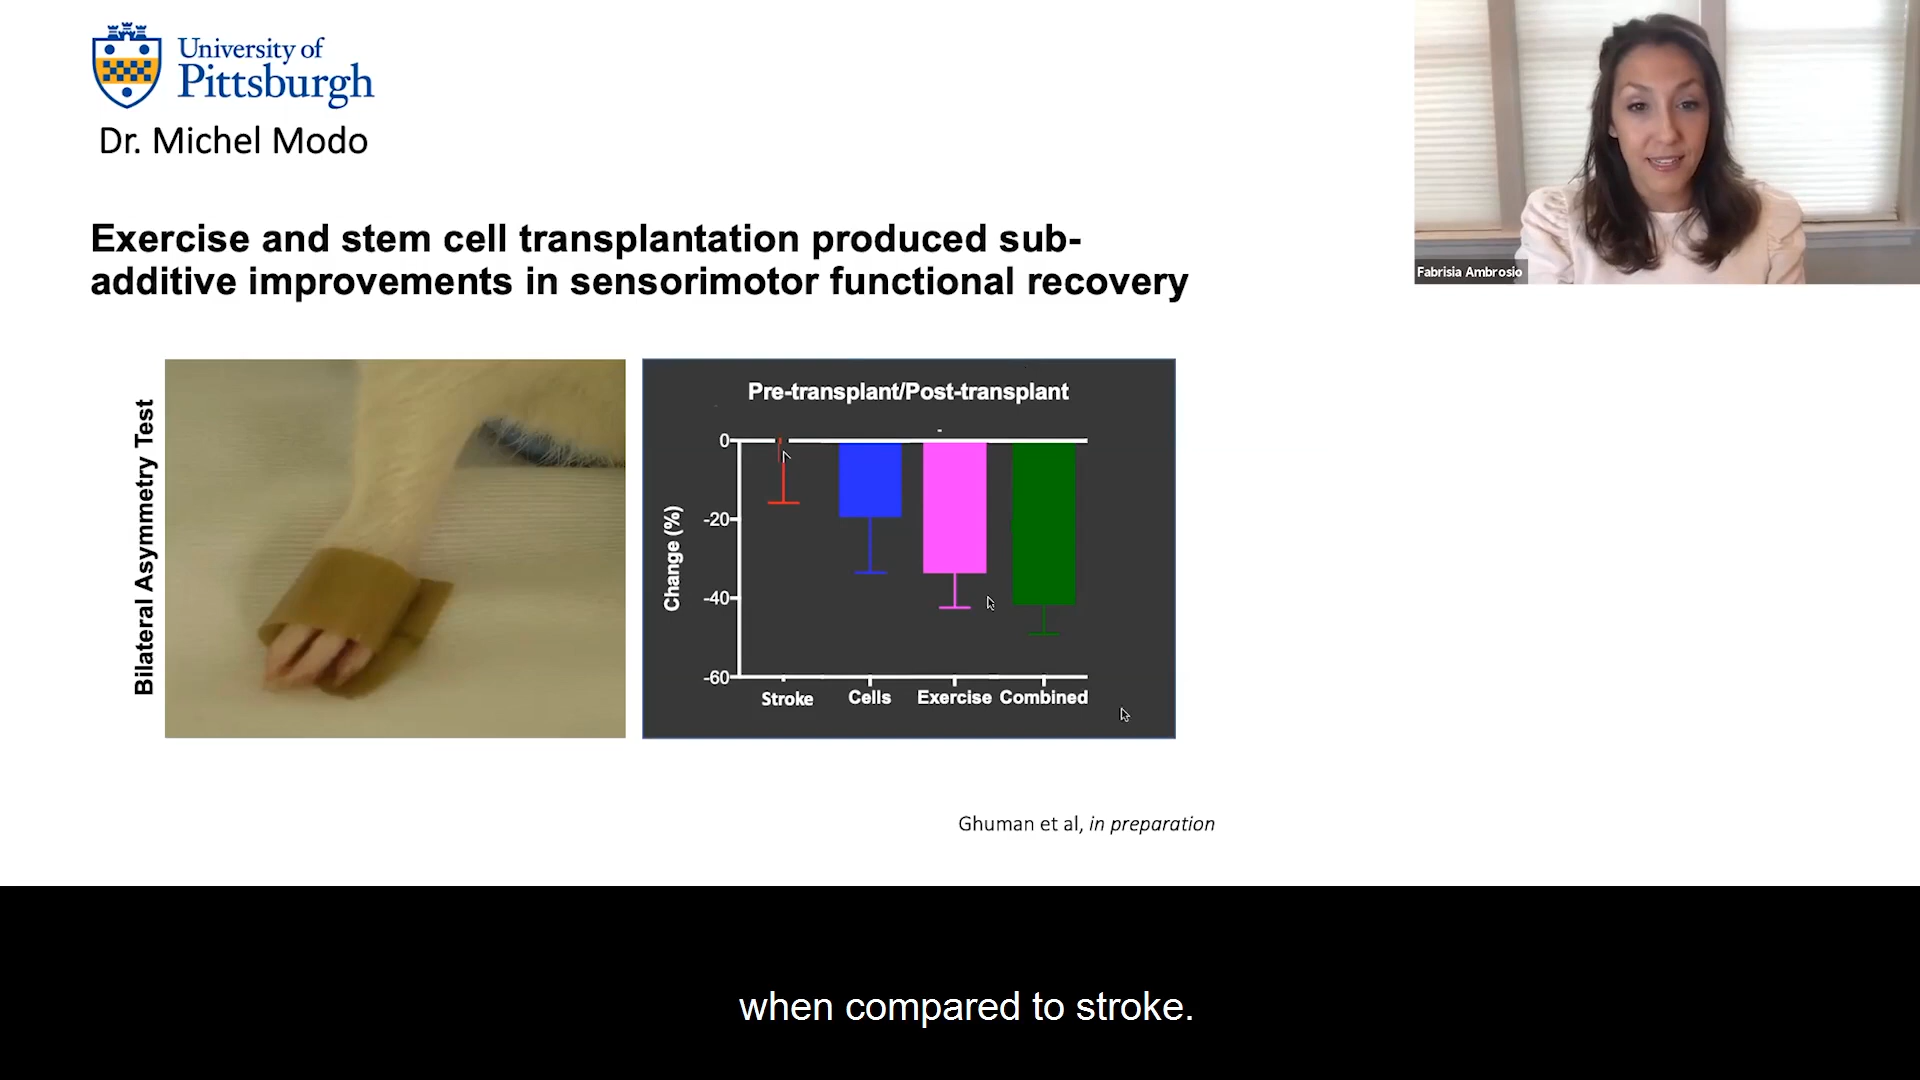 University of
Pittsburgh
Dr. Michel Modo
Fabrisia Ambrosio
Exercise and stem cell transplantation produced sub-
additive improvements in sensorimotor functional recovery
Bilateral Asymmetry Test
Pre-transplant/Post-transplant
Change (%)
0
-20
-40
-60
Stroke Cells Exercise Combined
Ghuman et al, in preparation
when compared to stroke.